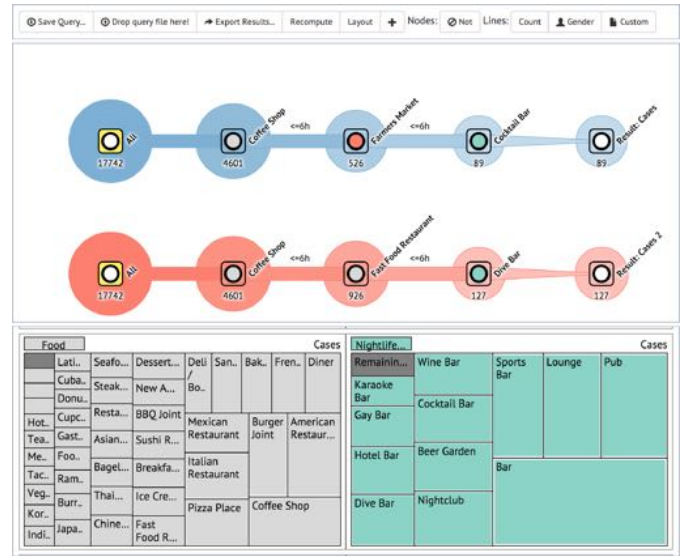 Save Query...
Drop query file here!
Export Results...
Recompute
Layout
Nodes:
Not
Lines:
Count
Gender
Custom
All
17742
Coffee Shop
4601
<=6h
Farmers Market
526
<=6h
Cocktail Bar
89
Result: Cases
89
All
17742
Coffee Shop
4601
<=6h
Fast Food Restaurant
926
<=6h
Dive Bar
127
Result: Cases 2
127
Food
Cases
Hot..
Tea..
Me..
Tac..
Veg..
Kor..
Indi..
Lati..
Cuba..
Donu..
Cupc..
Gast..
Foo..
Ram..
Burr..
Japa..
Seafo...
Steak...
Resta...
Asian...
Bagel...
Thai...
Chine...
Dessert...
New A...
BBQ Joint
Sushi R...
Breakfa...
Ice Cre...
Fast
Food R...
Deli
/
Bo..
San..
Bak..
Fren..
Diner
Mexican
Restaurant
Italian
Restaurant
Pizza Place
Burger
Joint
American
Restaur...
Coffee Shop
Nightlife...
Cases
Remainin...
Karaoke
Bar
Gay Bar
Hotel Bar
Dive Bar
Wine Bar
Cocktail Bar
Beer Garden
Nightclub
Sports
Bar
Lounge
Pub
Bar